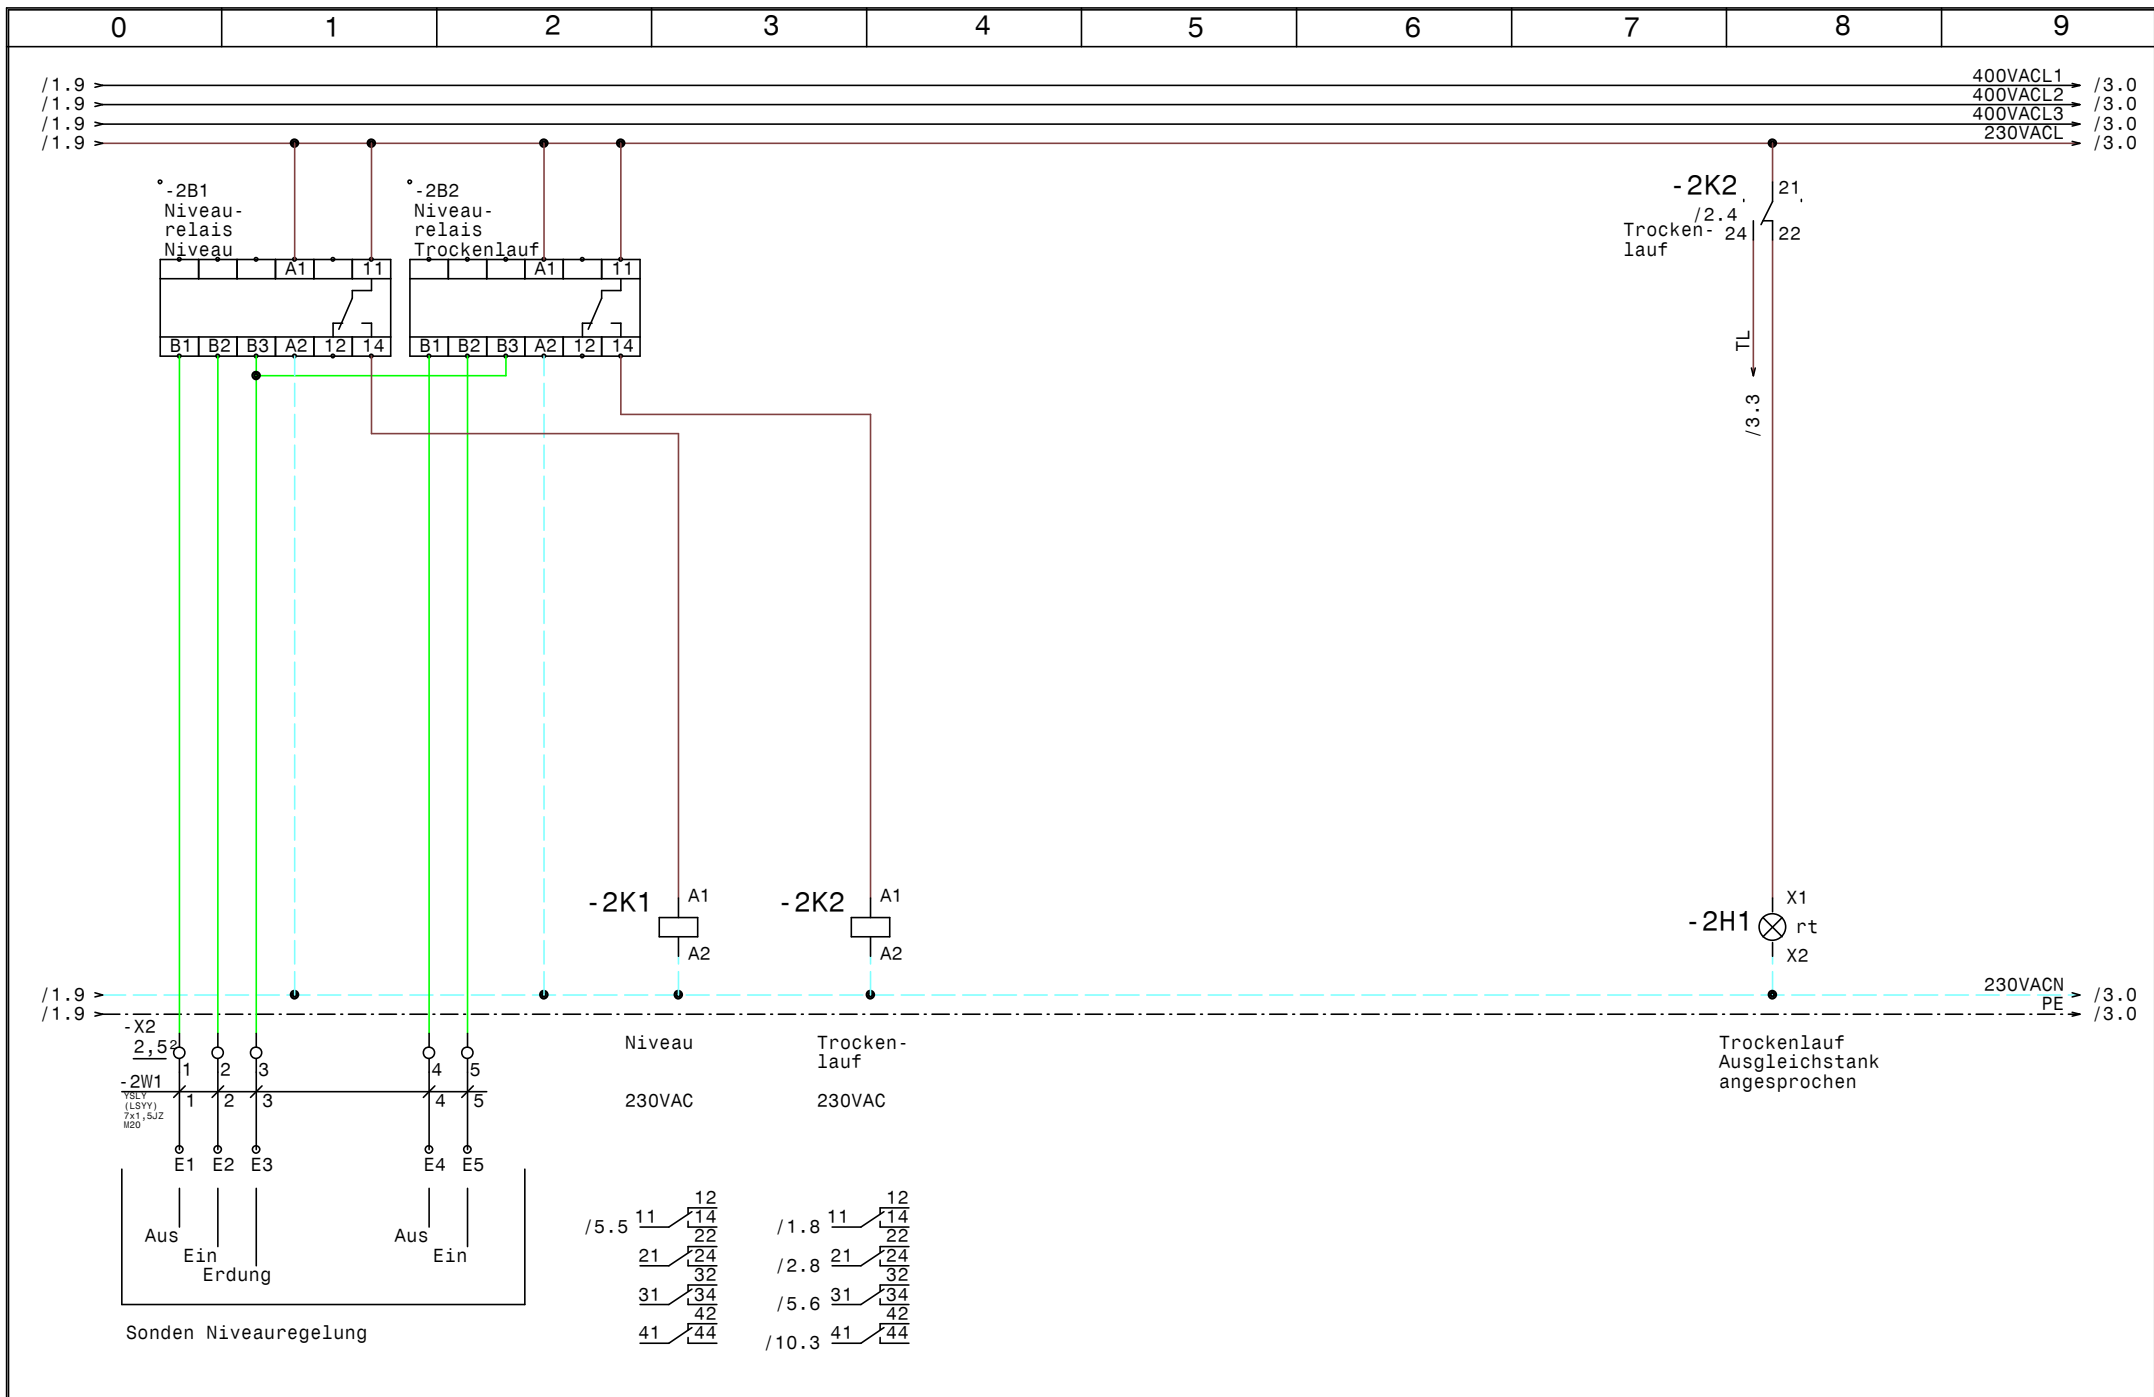 0 1 2 3 4 5 6 7 8 9
/1.9 400VACL1 /3.0
/1.9 400VACL2 /3.0
/1.9 400VACL3 /3.0
/1.9 230VACL /3.0
-2B1
Niveau-
relais
Niveau
-2B2
Niveau-
relais
Trockenlauf
-2K2 21
/2.4
Trocken-
lauf
24 22
A1 11
A1 11
B1 B2 B3 A2 12 14
B1 B2 B3 A2 12 14
TL
/3.3
-2K1 A1
A2
-2K2 A1
A2
-2H1 X1
rt
X2
/1.9 230VACN /3.0
/1.9 PE /3.0
-X2
2,5²
1 2 3 4 5
-2W1
YSLY
(LSYY)
7x1,5JZ
M20
1 2 3 4 5
E1 E2 E3 E4 E5
Aus
Ein
Erdung
Aus
Ein
Sonden Niveauregelung
Niveau
230VAC
Trocken-
lauf
230VAC
Trockenlauf
Ausgleichstank
angesprochen
12
/5.5 11 14
22
21 24
32
31 34
42
41 44
12
/1.8 11 14
22
/2.8 21 24
32
/5.6 31 34
42
/10.3 41 44